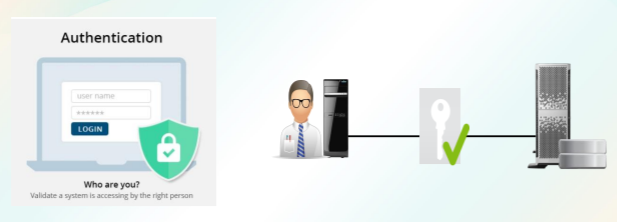 Authentication
user name
******
LOGIN
Who are you?
Validate a system is accessing by the right person